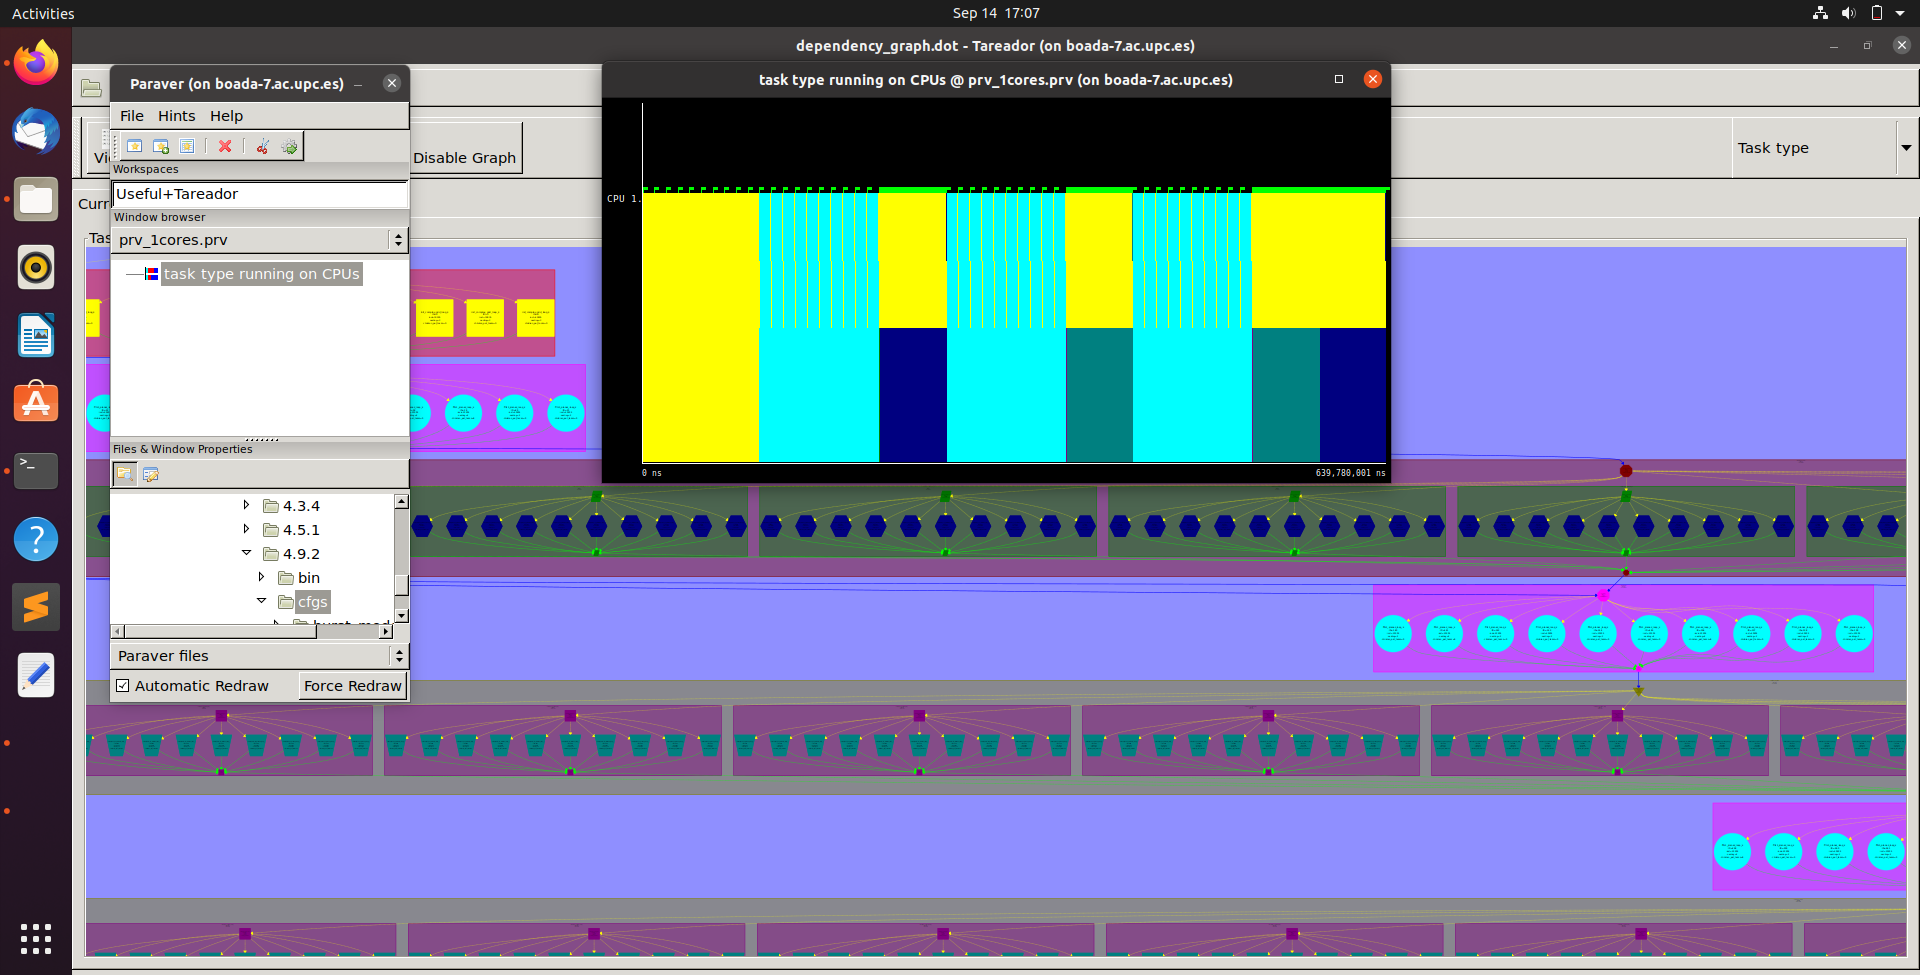 Activities
Sep 14 17:07
dependency_graph.dot - Tareador (on boada-7.ac.upc.es)
Paraver (on boada-7.ac.upc.es)
task type running on CPUs @ prv_1cores.prv (on boada-7.ac.upc.es)
File Hints Help
Vi
Disable Graph
Task type
Workspaces
Useful+Tareador
Curr
Window browser
Tas
prv_1cores.prv
task type running on CPUs
CPU 1.
0 ns
639,780,001 ns
Files & Window Properties
4.3.4
4.5.1
4.9.2
bin
cfgs
Paraver files
Automatic Redraw
Force Redraw